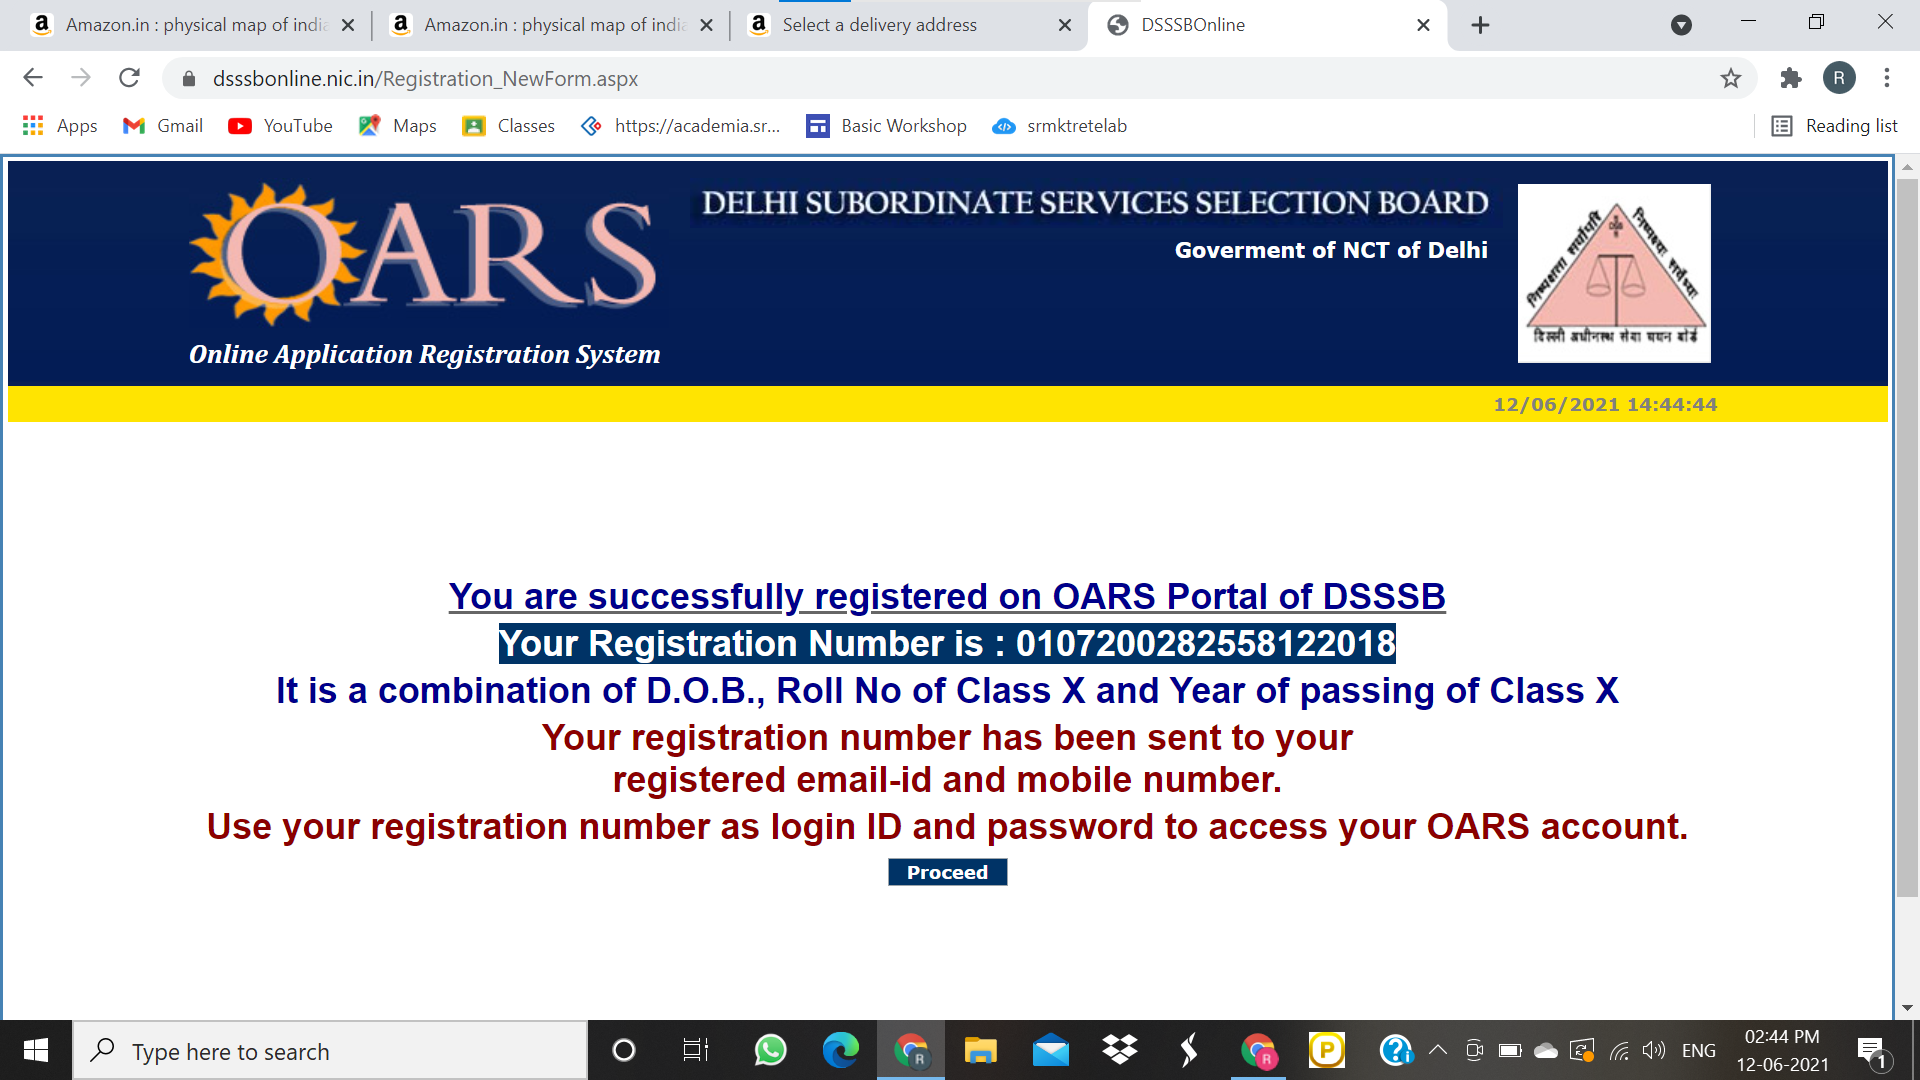 Amazon.in : physical map of india
Amazon.in : physical map of india
Select a delivery address
DSSSBOnline
dsssbonline.nic.in/Registration_NewForm.aspx
R
Apps
Gmail
YouTube
Maps
Classes
https://academia.sr...
Basic Workshop
srmktretelab
Reading list
OARS
Online Application Registration System
DELHI SUBORDINATE SERVICES SELECTION BOARD
Goverment of NCT of Delhi
दिल्ली अधीनस्थ सेवा चयन बोर्ड
12/06/2021 14:44:44
You are successfully registered on OARS Portal of DSSSB
Your Registration Number is : 0107200282558122018
It is a combination of D.O.B., Roll No of Class X and Year of passing of Class X
Your registration number has been sent to your
registered email-id and mobile number.
Use your registration number as login ID and password to access your OARS account.
Proceed
Type here to search
ENG
02:44 PM
12-06-2021
1